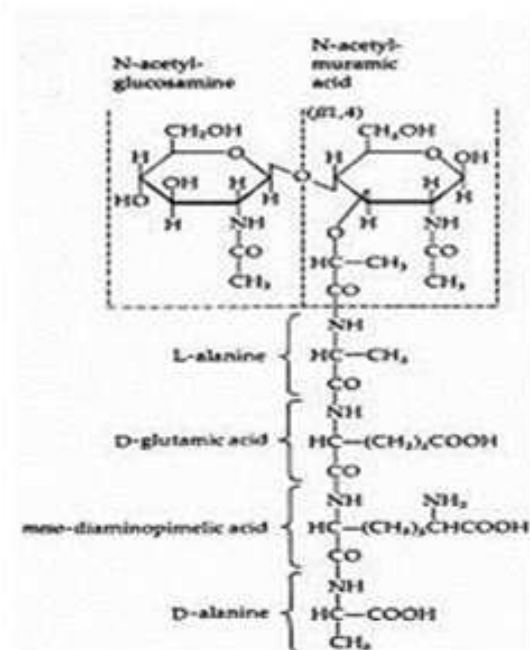 N-acetyl-
glucosamine
N-acetyl-
muramic
acid
(β1,4)
CH₂OH
CH₂OH
H
O
H
O
OH
H
O
HO
OH
H
H
H
H
H
H
NH
O
NH
CO
HC—CH₃
CO
CH₃
CO
CH₃
NH
L-alanine
HC—CH₃
CO
NH
D-glutamic acid
HC—(CH₂)₂COOH
CO
NH
NH₂
meso-diaminopimelic acid
HC—(CH₂)₃CHCOOH
CO
NH
D-alanine
HC—COOH
CH₃